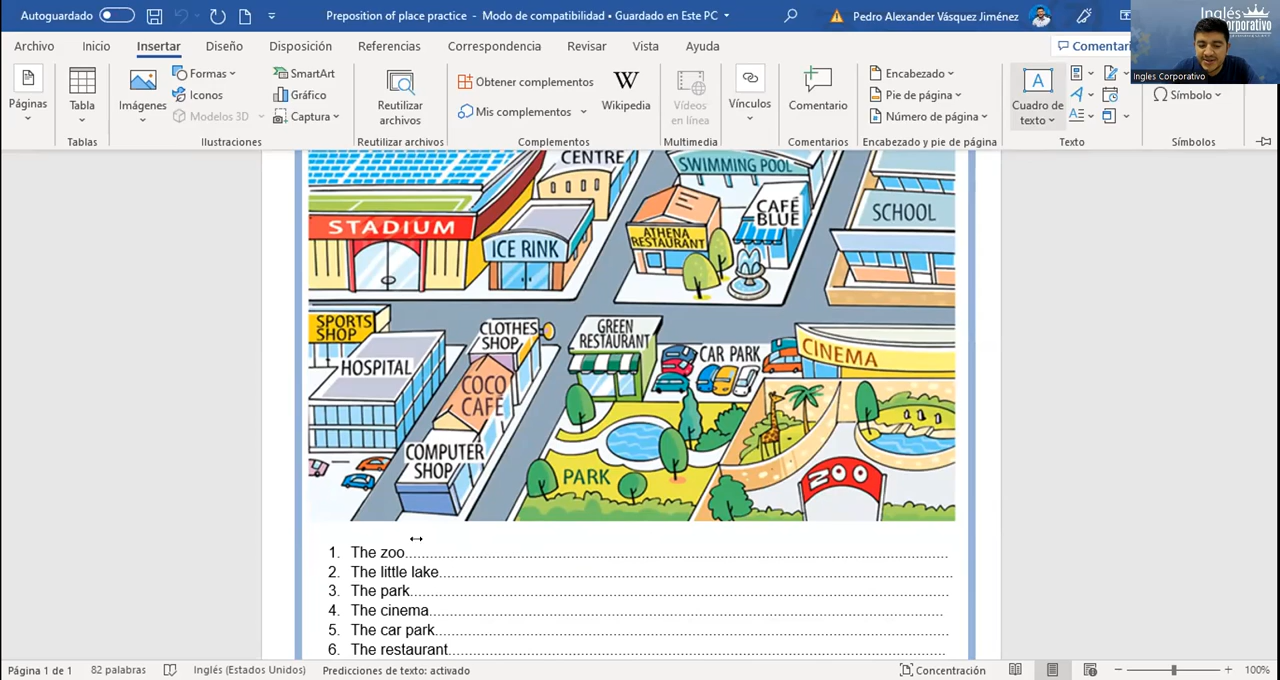 Autoguardado
Preposition of place practice - Modo de compatibilidad • Guardado en Este PC
Pedro Alexander Vásquez Jiménez
Inglés
Corporativo
Ingles Corporativo
Archivo
Inicio
Insertar
Diseño
Disposición
Referencias
Correspondencia
Revisar
Vista
Ayuda
Comentari
Páginas
Tabla
Imágenes
Formas
Iconos
Modelos 3D
SmartArt
Gráfico
Captura
Reutilizar
archivos
Obtener complementos
Mis complementos
W
Wikipedia
Vídeos
en línea
Vínculos
Comentario
Encabezado
Pie de página
Número de página
A
Cuadro de
texto
Símbolo
Tablas
Ilustraciones
Reutilizar archivos
Complementos
Multimedia
Comentarios
Encabezado y pie de página
Texto
Símbolos
CENTRE
SWIMMING POOL
STADIUM
ICE RINK
ATHENA
RESTAURANT
CAFÉ
BLUE
SCHOOL
SPORTS
SHOP
HOSPITAL
CLOTHES
SHOP
COCO
CAFÉ
COMPUTER
SHOP
GREEN
RESTAURANT
CAR PARK
CINEMA
PARK
ZOO
1. The zoo
2. The little lake
3. The park
4. The cinema
5. The car park
6. The restaurant
Página 1 de 1
82 palabras
Inglés (Estados Unidos)
Predicciones de texto: activado
Concentración
100%